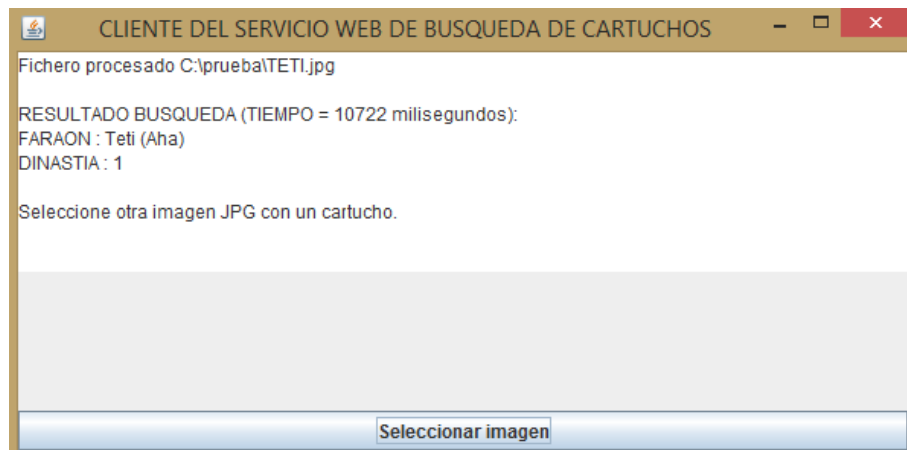 CLIENTE DEL SERVICIO WEB DE BUSQUEDA DE CARTUCHOS
Fichero procesado C:\prueba\TETI.jpg
RESULTADO BUSQUEDA (TIEMPO = 10722 milisegundos):
FARAON : Teti (Aha)
DINASTIA : 1
Seleccione otra imagen JPG con un cartucho.
Seleccionar imagen